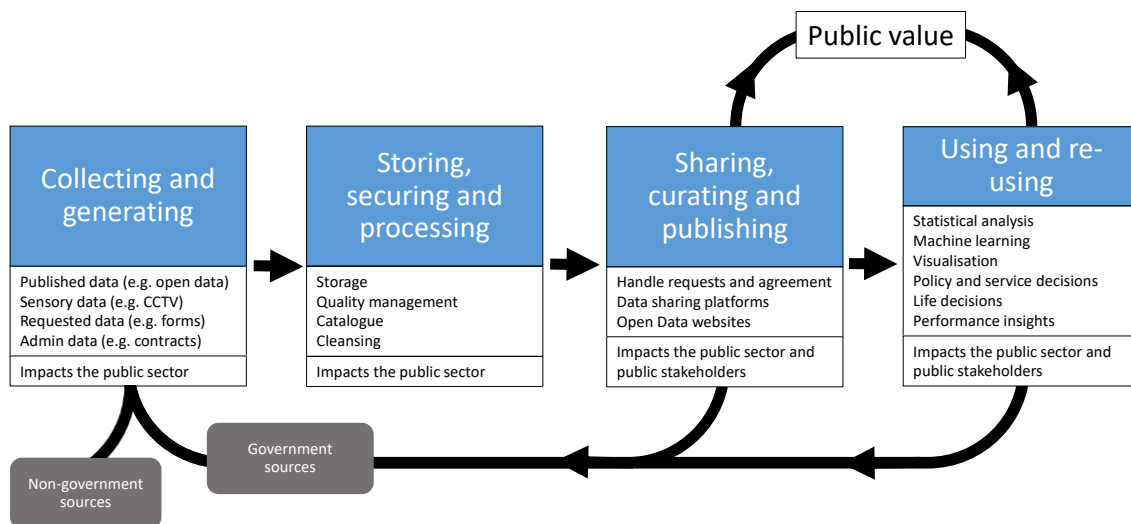 Public value
Collecting and
generating
Published data (e.g. open data)
Sensory data (e.g. CCTV)
Requested data (e.g. forms)
Admin data (e.g. contracts)
Impacts the public sector
Storing,
securing and
processing
Storage
Quality management
Catalogue
Cleansing
Impacts the public sector
Sharing,
curating and
publishing
Handle requests and agreement
Data sharing platforms
Open Data websites
Impacts the public sector and
public stakeholders
Using and re-
using
Statistical analysis
Machine learning
Visualisation
Policy and service decisions
Life decisions
Performance insights
Impacts the public sector and
public stakeholders
Government
sources
Non-government
sources